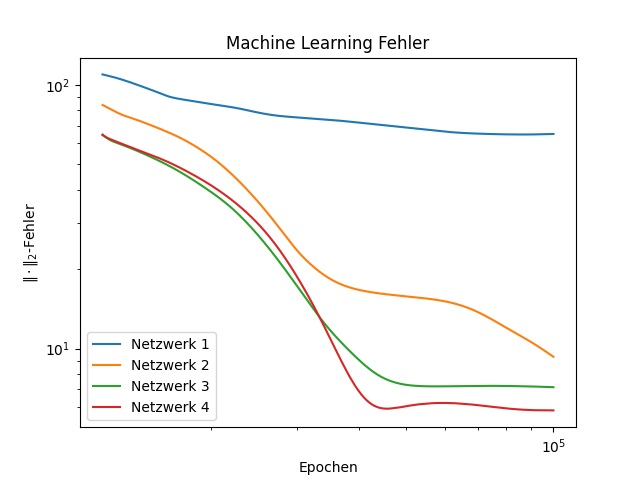 Machine Learning Fehler
10²
10¹
‖ · ‖₂-Fehler
Netzwerk 1
Netzwerk 2
Netzwerk 3
Netzwerk 4
10⁵
Epochen